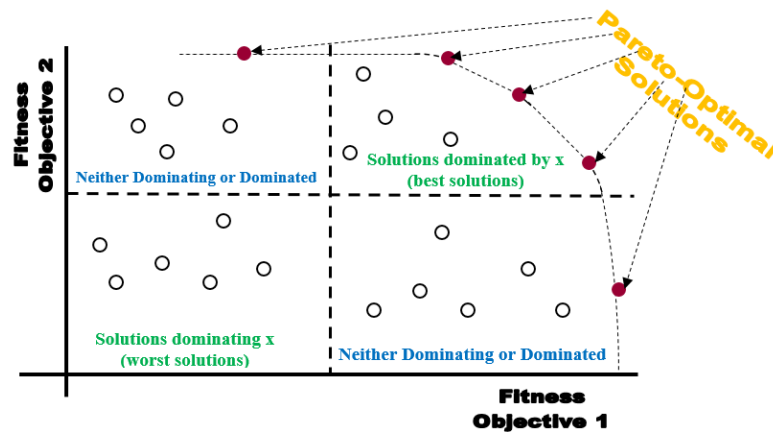 Pareto-Optimal
Solutions
Fitness
Objective 2
Neither Dominating or Dominated
Solutions dominated by x
(best solutions)
Solutions dominating x
(worst solutions)
Neither Dominating or Dominated
Fitness
Objective 1